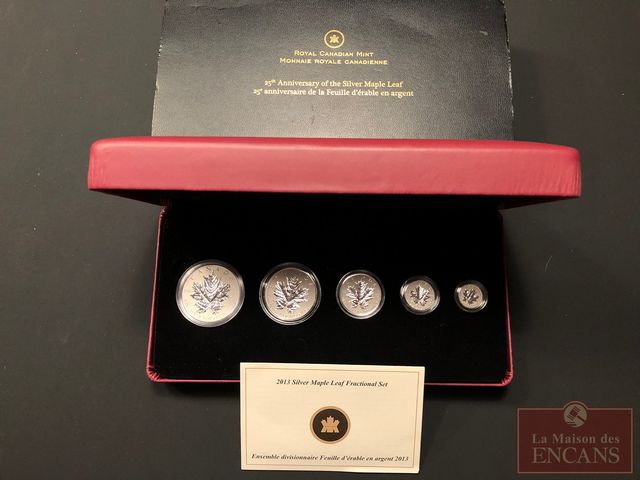 ROYAL CANADIAN MINT
MONNAIE ROYALE CANADIENNE
25th Anniversary of the Silver Maple Leaf
25e anniversaire de la Feuille d'érable en argent
2013 Silver Maple Leaf Fractional Set
Ensemble divisionnaire Feuille d'érable en argent 2013
La Maison des
ENCANS